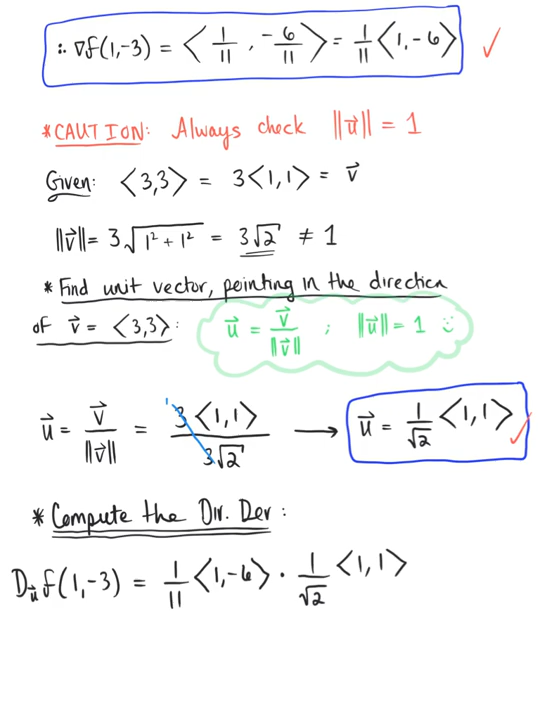 ∴ ∇f(1,-3) = ⟨ 1/11 , -6/11 ⟩ = 1/11 ⟨1,-6⟩ ✓
*CAUTION: Always check ‖u⃗‖ = 1
Given: ⟨3,3⟩ = 3⟨1,1⟩ = v⃗
‖v⃗‖ = 3√(1² + 1²) = 3√2 ≠ 1
* Find unit vector, pointing in the direction
of v⃗ = ⟨3,3⟩: u⃗ = v⃗/‖v⃗‖ ; ‖u⃗‖ = 1 ☺
u⃗ = v⃗/‖v⃗‖ = 3⟨1,1⟩/3√2 → u⃗ = 1/√2 ⟨1,1⟩ ✓
* Compute the Dir. Der:
D_u⃗ f(1,-3) = 1/11 ⟨1,-6⟩ · 1/√2 ⟨1,1⟩